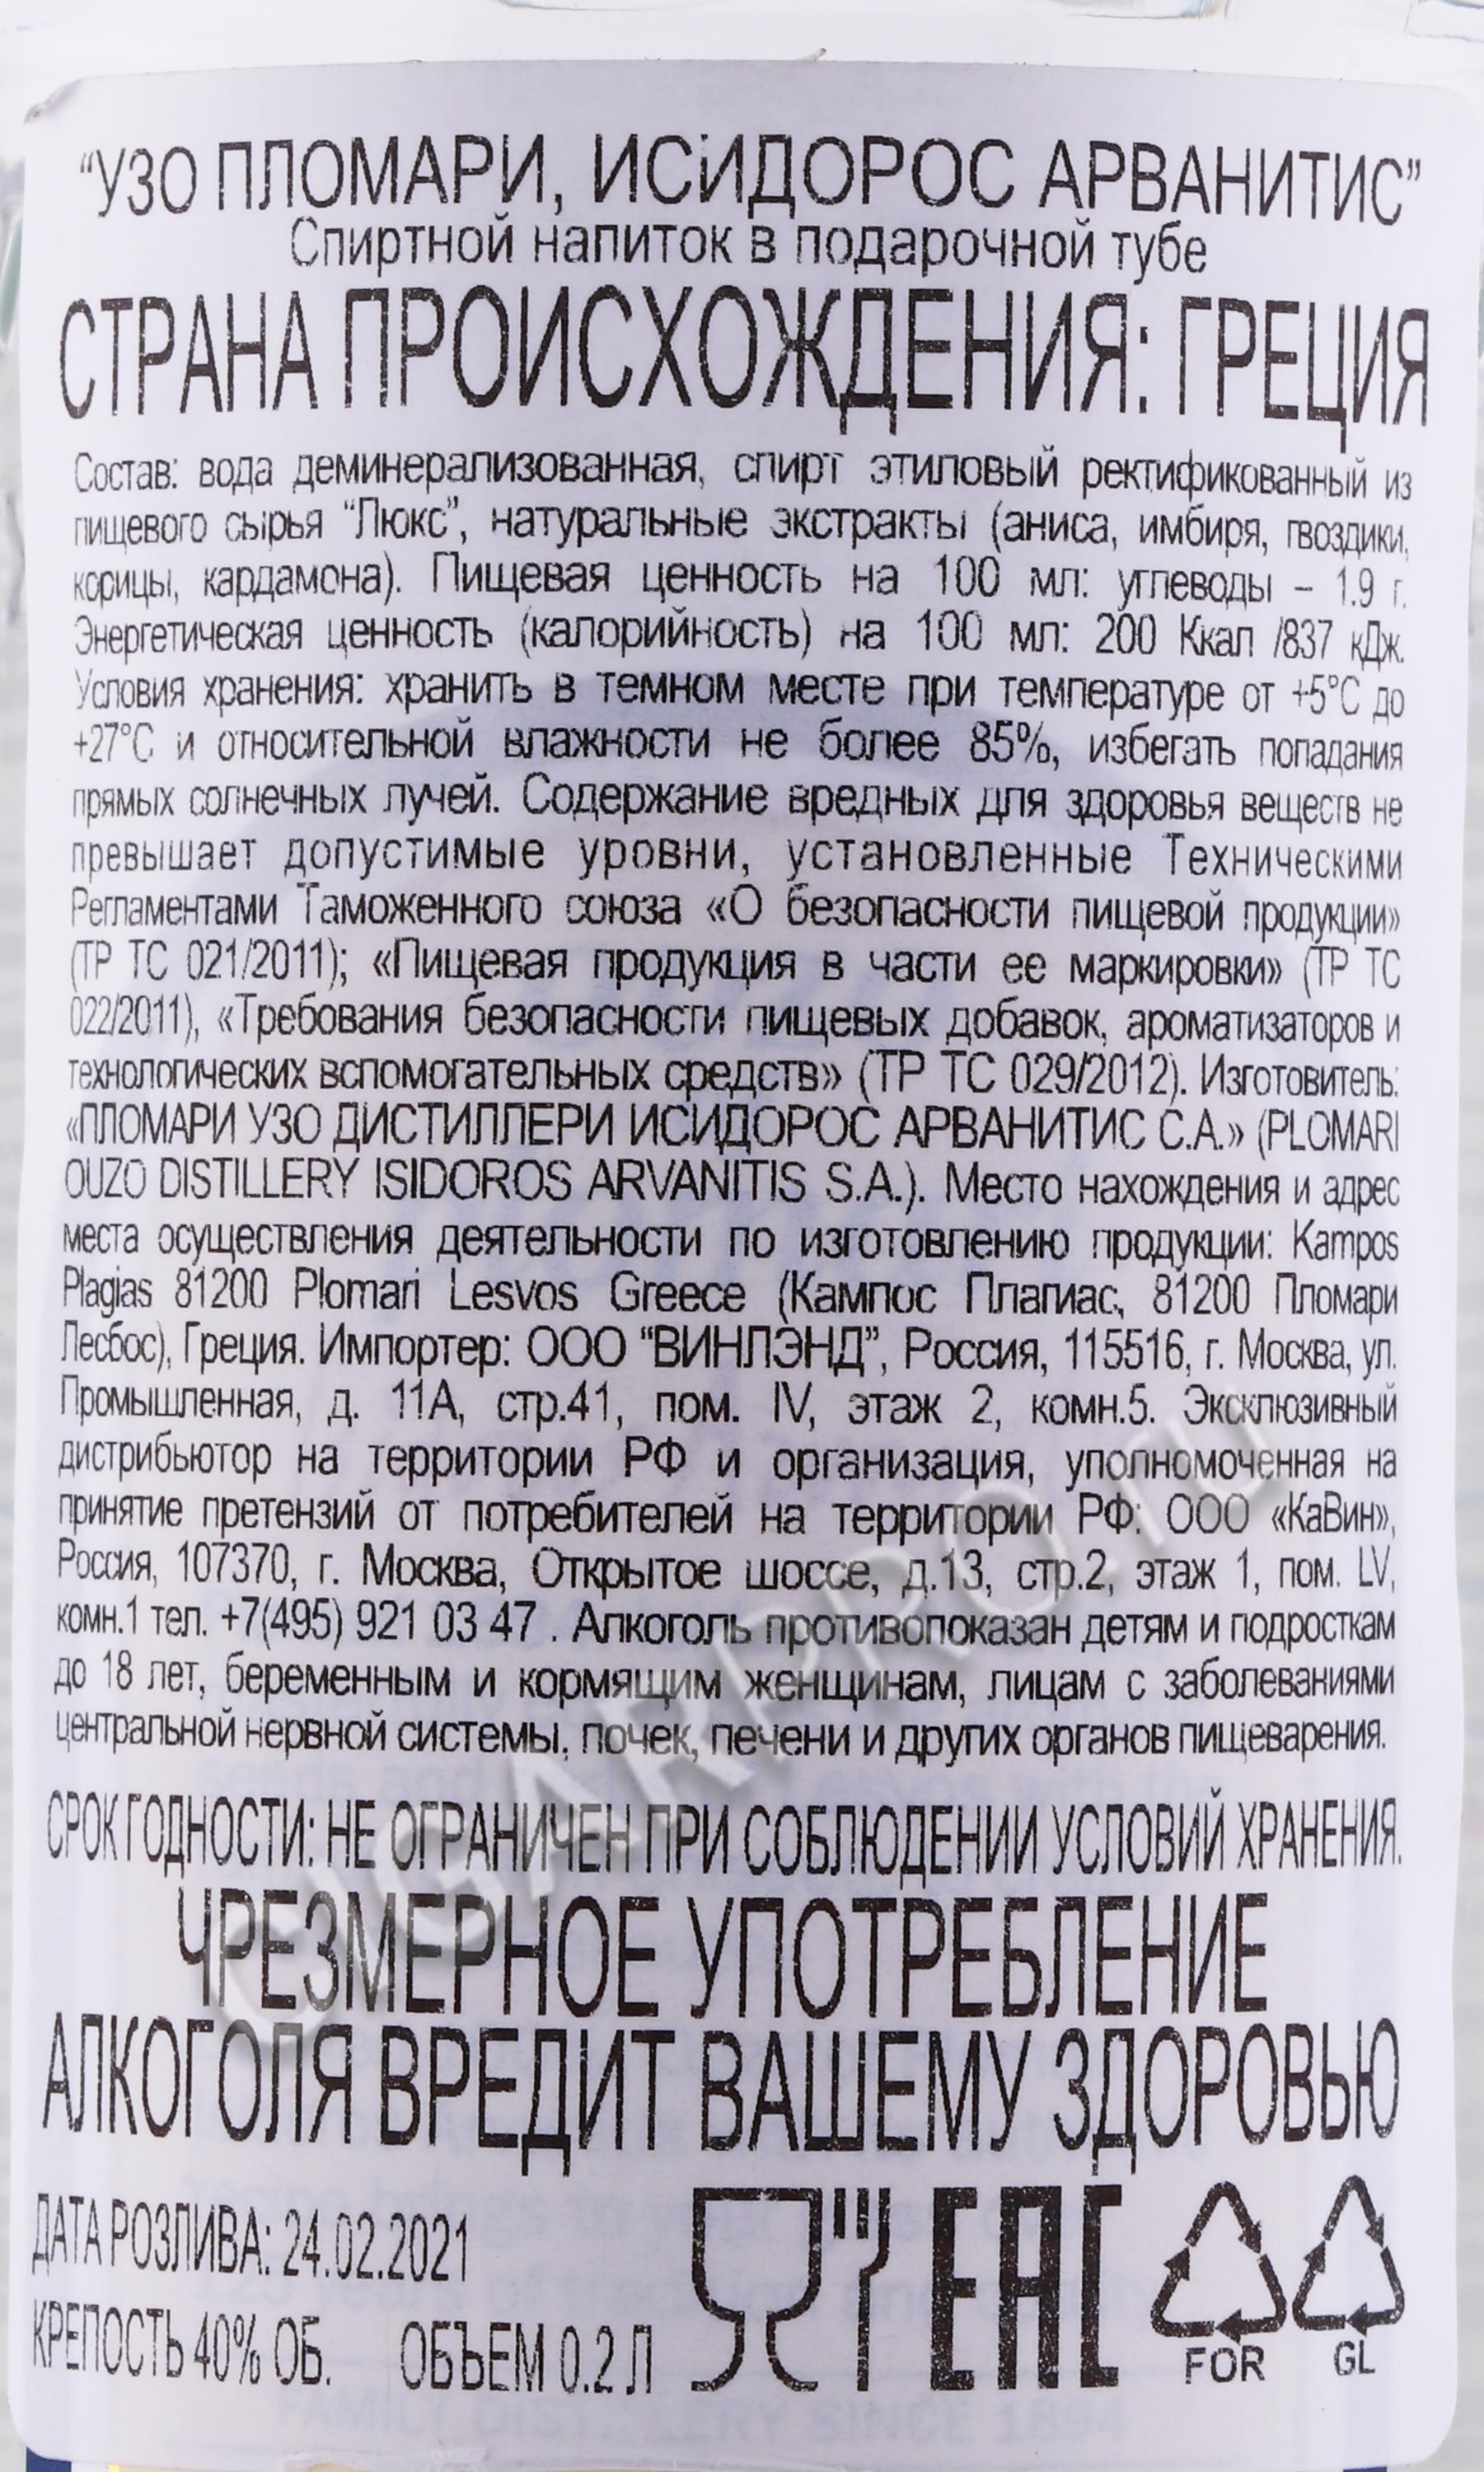 “УЗО ПЛОМАРИ, ИСИДОРОС АРВАНИТИС”
Спиртной напиток в подарочной тубе
СТРАНА ПРОИСХОЖДЕНИЯ: ГРЕЦИЯ
Состав: вода деминерализованная, спирт этиловый ректификованный из
пищевого сырья “Люкс”, натуральные экстракты (аниса, имбиря, гвоздики,
корицы, кардамона). Пищевая ценность на 100 мл: углеводы – 1.9 г.
Энергетическая ценность (калорийность) на 100 мл: 200 Ккал /837 кДж.
Условия хранения: хранить в темном месте при температуре от +5°С до
+27°С и относительной влажности не более 85%, избегать попадания
прямых солнечных лучей. Содержание вредных для здоровья веществ не
превышает допустимые уровни, установленные Техническими
Регламентами Таможенного союза «О безопасности пищевой продукции»
(ТР ТС 021/2011); «Пищевая продукция в части ее маркировки» (ТР ТС
022/2011), «Требования безопасности пищевых добавок, ароматизаторов и
технологических вспомогательных средств» (ТР ТС 029/2012). Изготовитель:
«ПЛОМАРИ УЗО ДИСТИЛЛЕРИ ИСИДОРОС АРВАНИТИС С.А.» (PLOMARI
OUZO DISTILLERY ISIDOROS ARVANITIS S.A.). Место нахождения и адрес
места осуществления деятельности по изготовлению продукции: Kampos
Plagias 81200 Plomari Lesvos Greece (Кампос Плагиас, 81200 Пломари
Лесбос), Греция. Импортер: ООО “ВИНЛЭНД”, Россия, 115516, г. Москва, ул.
Промышленная, д. 11А, стр.41, пом. IV, этаж 2, комн.5. Эксклюзивный
дистрибьютор на территории РФ и организация, уполномоченная на
принятие претензий от потребителей на территории РФ: ООО «КаВин»,
Россия, 107370, г. Москва, Открытое шоссе, д.13, стр.2, этаж 1, пом. LV,
комн.1 тел. +7(495) 921 03 47 . Алкоголь противопоказан детям и подросткам
до 18 лет, беременным и кормящим женщинам, лицам с заболеваниями
центральной нервной системы, почек, печени и других органов пищеварения.
СРОК ГОДНОСТИ: НЕ ОГРАНИЧЕН ПРИ СОБЛЮДЕНИИ УСЛОВИЙ ХРАНЕНИЯ.
ЧРЕЗМЕРНОЕ УПОТРЕБЛЕНИЕ
АЛКОГОЛЯ ВРЕДИТ ВАШЕМУ ЗДОРОВЬЮ
ДАТА РОЗЛИВА: 24.02.2021
КРЕПОСТЬ 40% ОБ. ОБЪЕМ 0.2 Л
EAC
FOR GL
CIGARPRO.ru
FAMILY DISTILLERY SINCE 1894